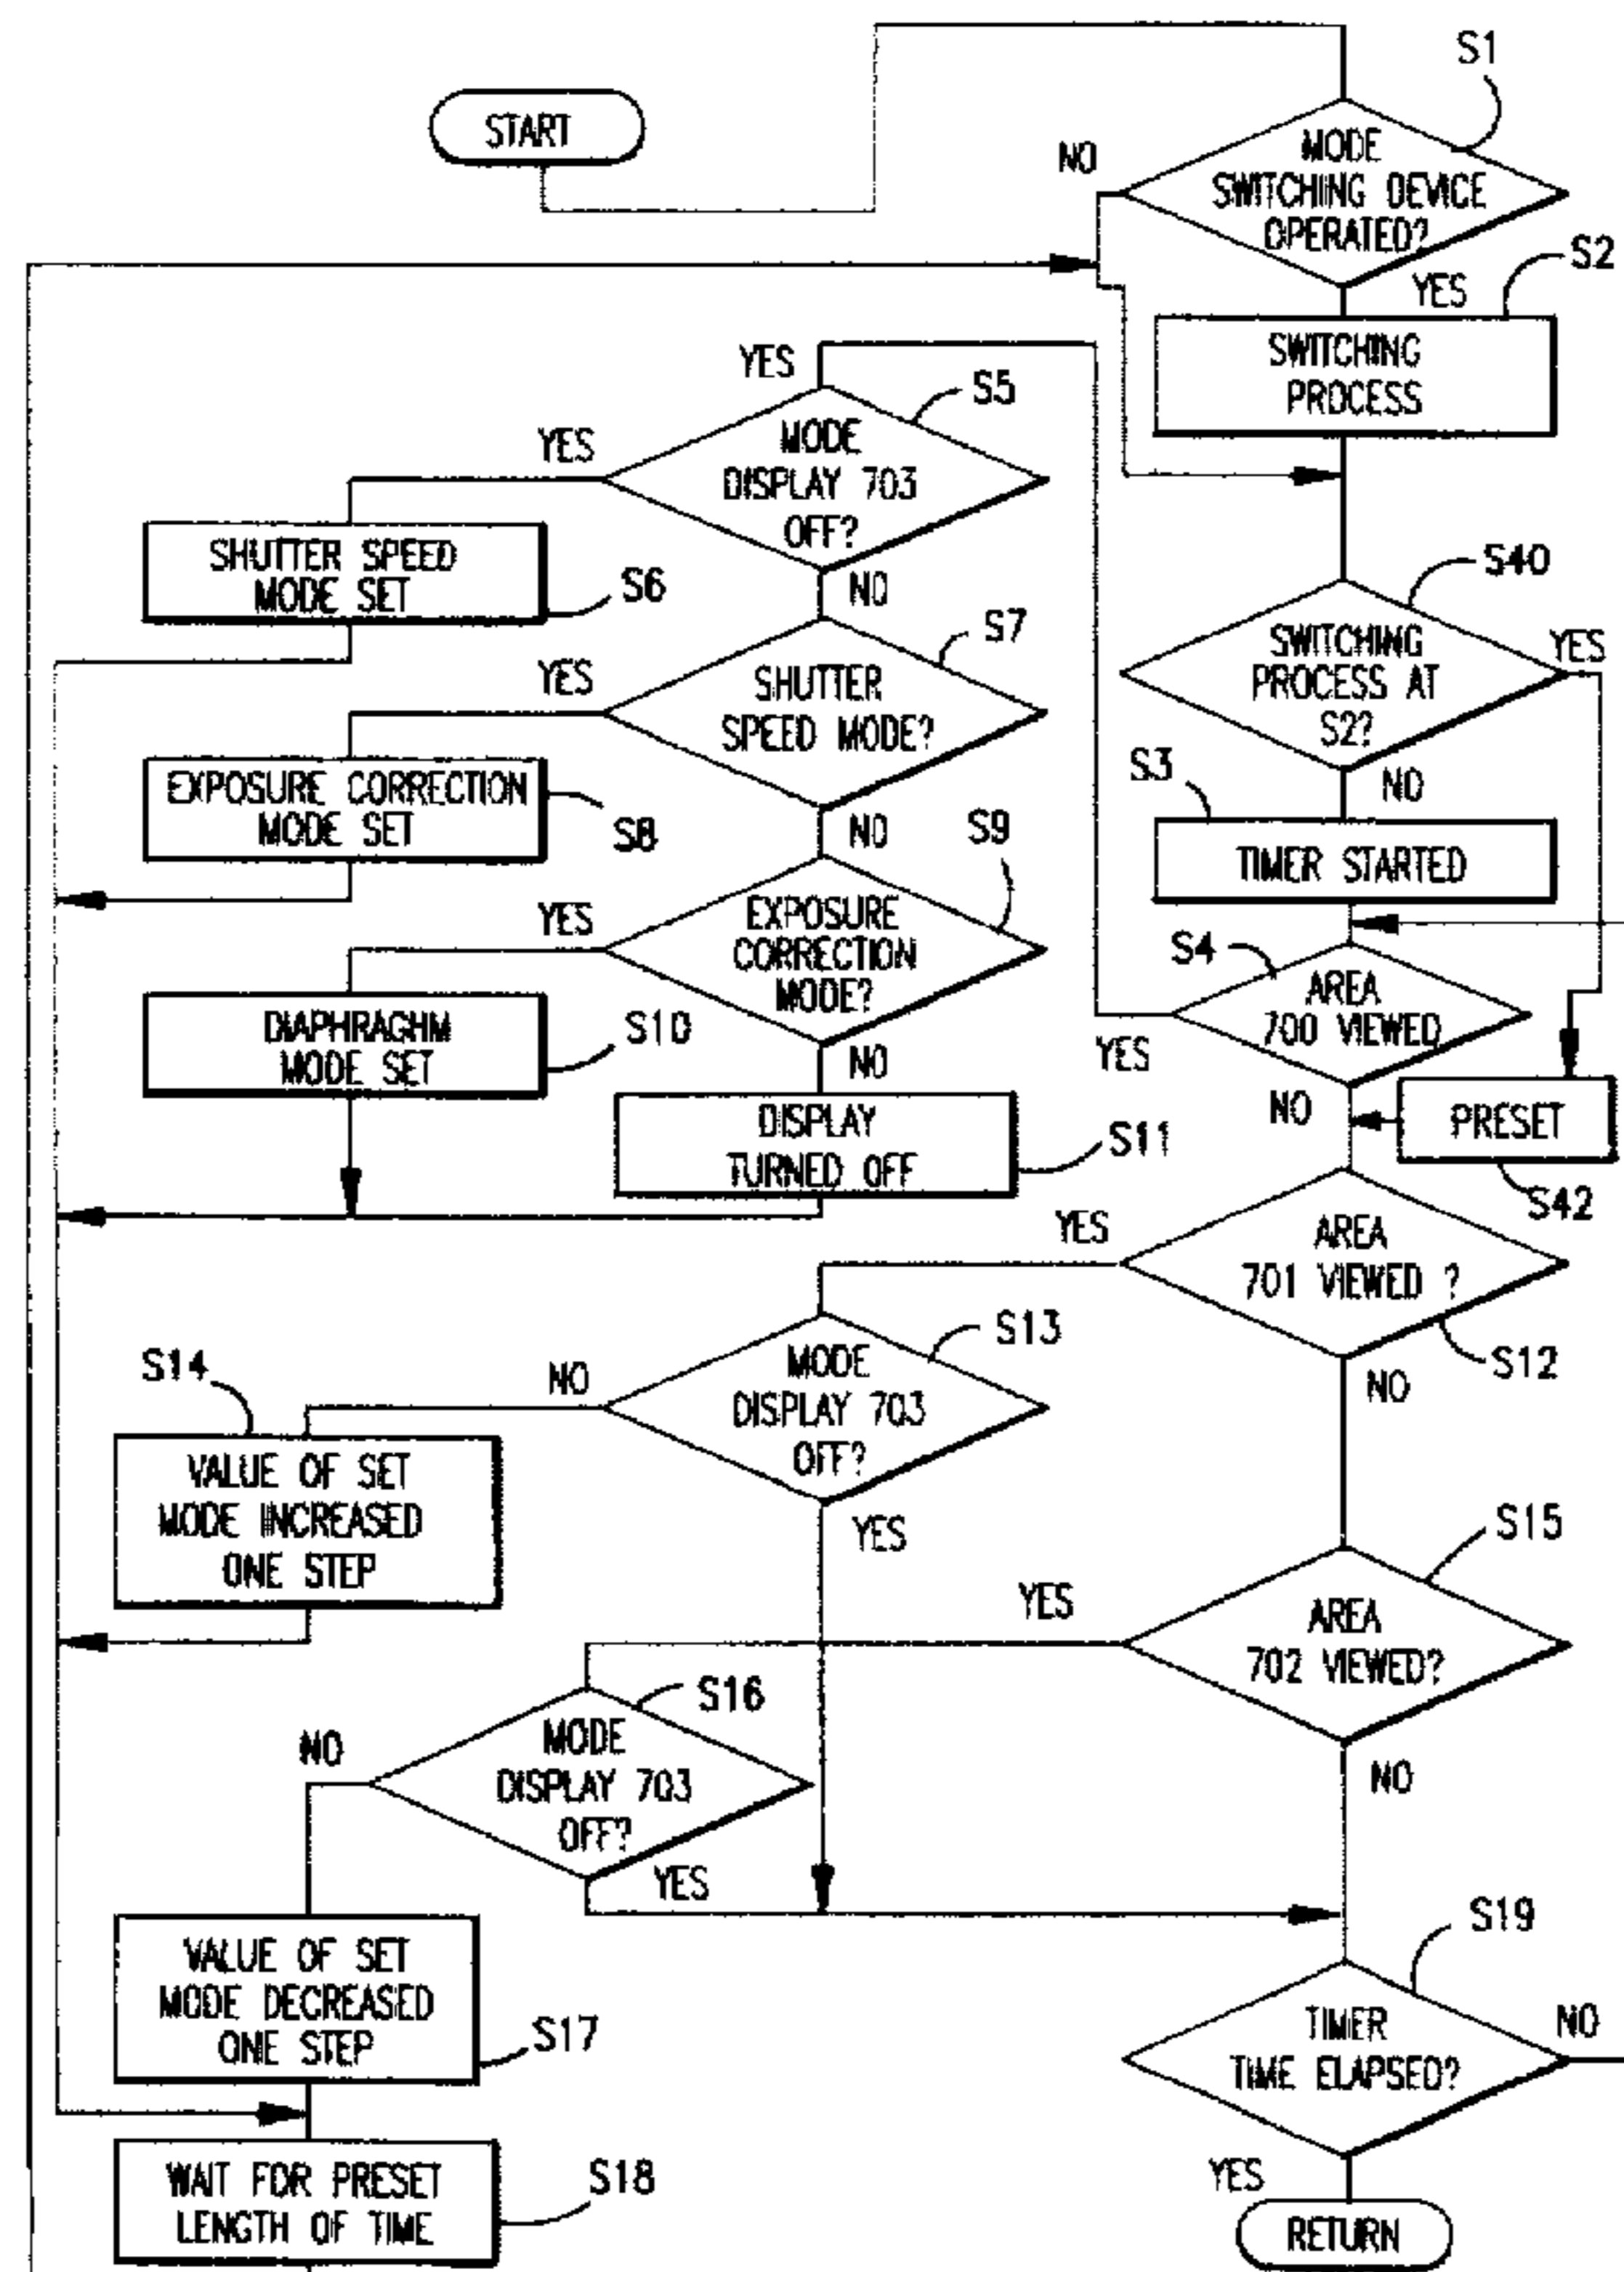 START
S1
NO
MODE
SWITCHING DEVICE
OPERATED?
S2
YES
SWITCHING
PROCESS
YES
S5
YES
MODE
DISPLAY 703
OFF?
SHUTTER SPEED
MODE SET
S6
NO
S40
SWITCHING
PROCESS AT
S2?
YES
S7
YES
SHUTTER
SPEED MODE?
S3
NO
EXPOSURE CORRECTION
MODE SET
S8
NO
S9
TIMER STARTED
YES
EXPOSURE
CORRECTION
MODE?
S4
AREA
700 VIEWED
DIAPHRAGHM
MODE SET
S10
NO
YES
NO
PRESET
DISPLAY
TURNED OFF
S11
S42
YES
AREA
701 VIEWED ?
S13
S12
S14
NO
MODE
DISPLAY 703
OFF?
NO
VALUE OF SET
MODE INCREASED
ONE STEP
YES
S15
YES
AREA
702 VIEWED?
S16
NO
MODE
DISPLAY 703
OFF?
NO
YES
S19
VALUE OF SET
MODE DECREASED
ONE STEP
S17
TIMER
TIME ELAPSED?
NO
WAIT FOR PRESET
LENGTH OF TIME
S18
YES
RETURN